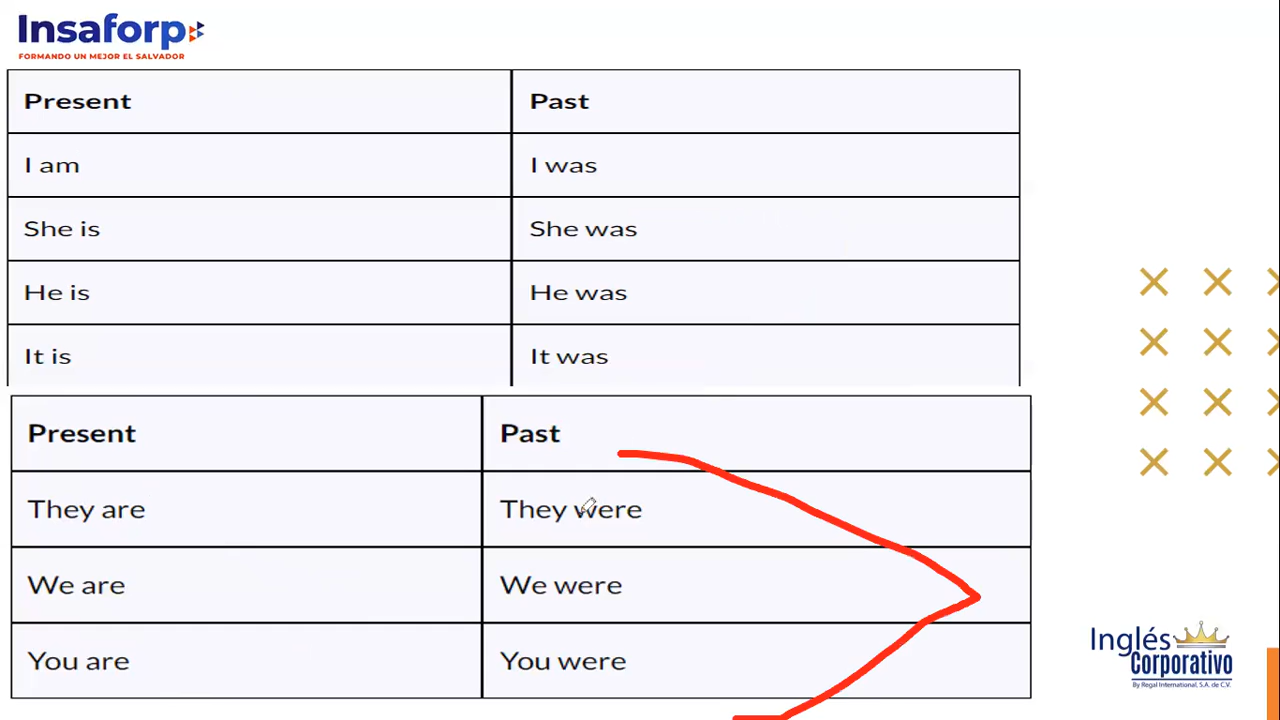 Insaforp
FORMANDO UN MEJOR EL SALVADOR
Present Past
I am I was
She is She was
He is He was
It is It was
Present Past
They are They were
We are We were
You are You were
Inglés
Corporativo
By Regal International, S.A. de C.V.